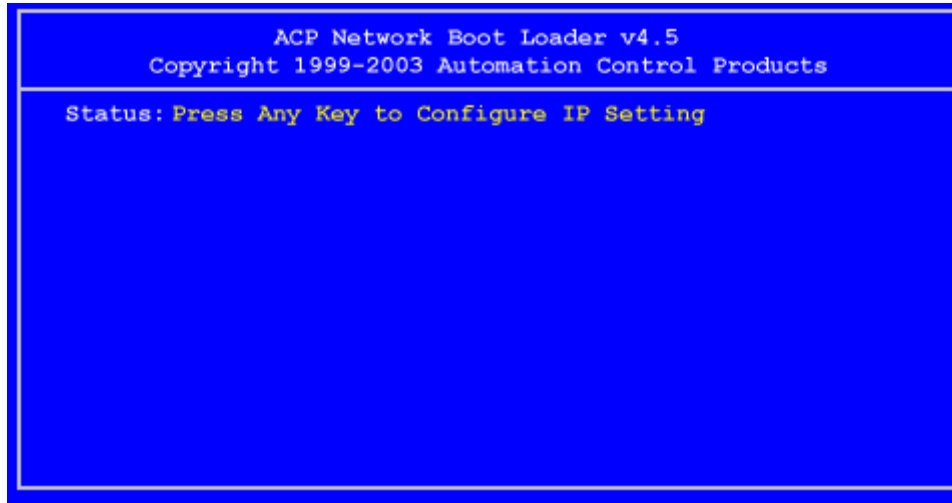 ACP Network Boot Loader v4.5
Copyright 1999-2003 Automation Control Products
Status: Press Any Key to Configure IP Setting